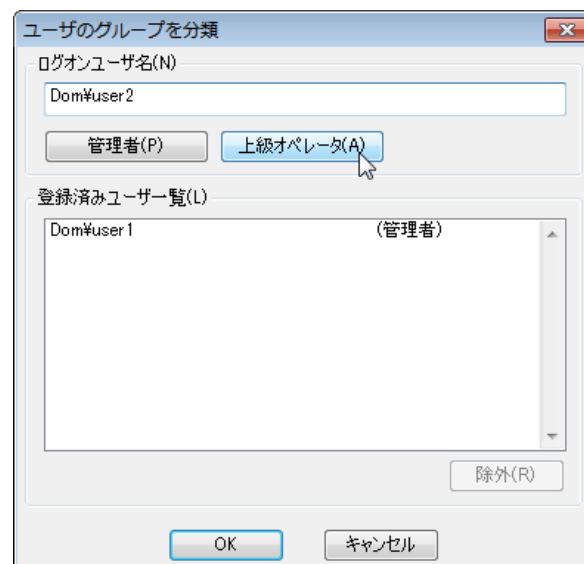 ユーザのグループを分類
ログオンユーザ名(N)
Dom¥user2
管理者(P) 上級オペレータ(A)
登録済みユーザ一覧(L)
Dom¥user1 (管理者)
除外(R)
OK キャンセル